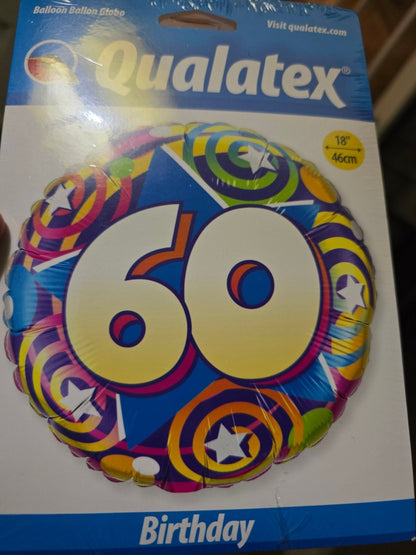 Balloon Ballon Globo
Visit qualatex.com
Qualatex®
18"
46cm
60
Birthday